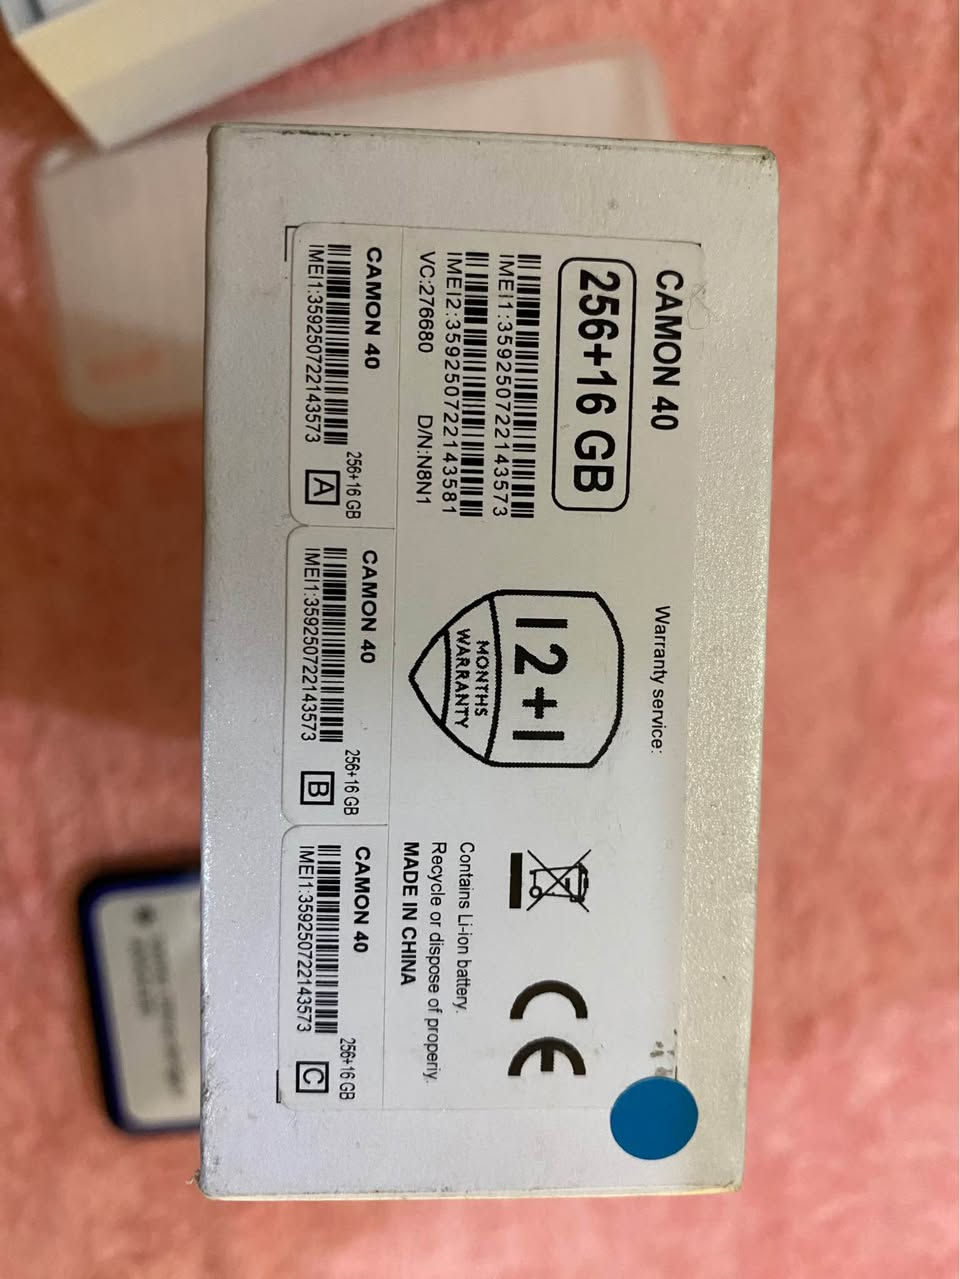 CAMON 40
256+16 GB
IMEI1:359250722143573
IMEI2:359250722143581
VC:276680 D/N:N8N1
Warranty service:
12+1
MONTHS
WARRANTY
CE
Contains Li-ion battery.
Recycle or dispose of properiy.
MADE IN CHINA
CAMON 40
256+16 GB
IMEI1:359250722143573
A
CAMON 40
256+16 GB
IMEI1:359250722143573
B
CAMON 40
256+16 GB
IMEI1:359250722143573
C